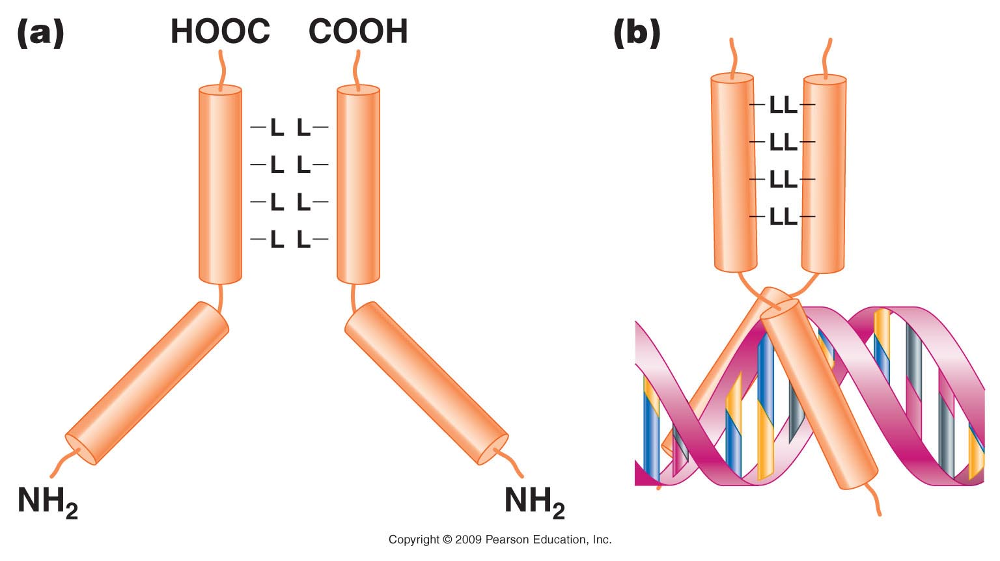 (a)
HOOC COOH
(b)
–L L–
–L L–
–L L–
–L L–
–LL–
–LL–
–LL–
–LL–
NH₂
NH₂
Copyright © 2009 Pearson Education, Inc.